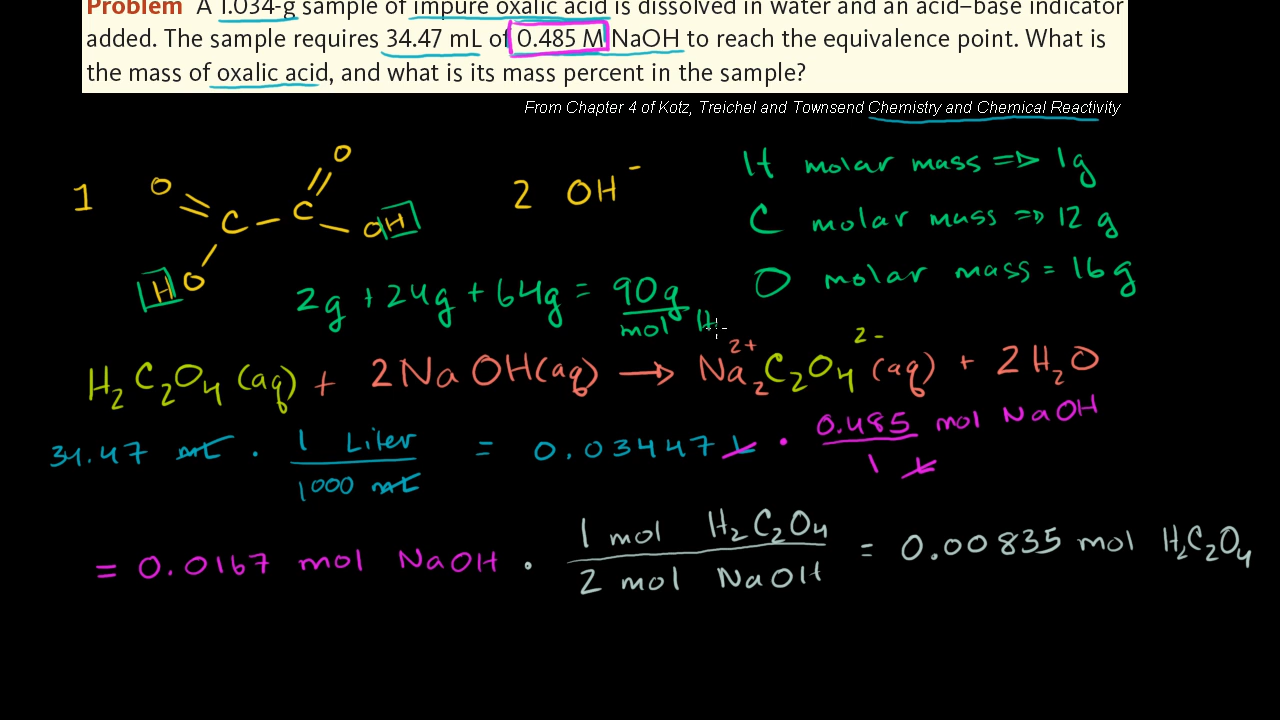 Problem A 1.034-g sample of impure oxalic acid is dissolved in water and an acid–base indicator
added. The sample requires 34.47 mL of 0.485 M NaOH to reach the equivalence point. What is
the mass of oxalic acid, and what is its mass percent in the sample?
From Chapter 4 of Kotz, Treichel and Townsend Chemistry and Chemical Reactivity
H molar mass => 1g
1 O=C(HO)-C(=O)-OH 2 OH⁻
C molar mass => 12 g
O molar mass = 16g
2g + 24g + 64g = 90g/mol H
H₂C₂O₄ (aq) + 2NaOH(aq) → Na₂²⁺C₂O₄²⁻ (aq) + 2H₂O
34.47 mL · 1 Liter/1000 mL = 0.03447 L · 0.485 mol NaOH/1 L
= 0.0167 mol NaOH · 1 mol H₂C₂O₄/2 mol NaOH = 0.00835 mol H₂C₂O₄